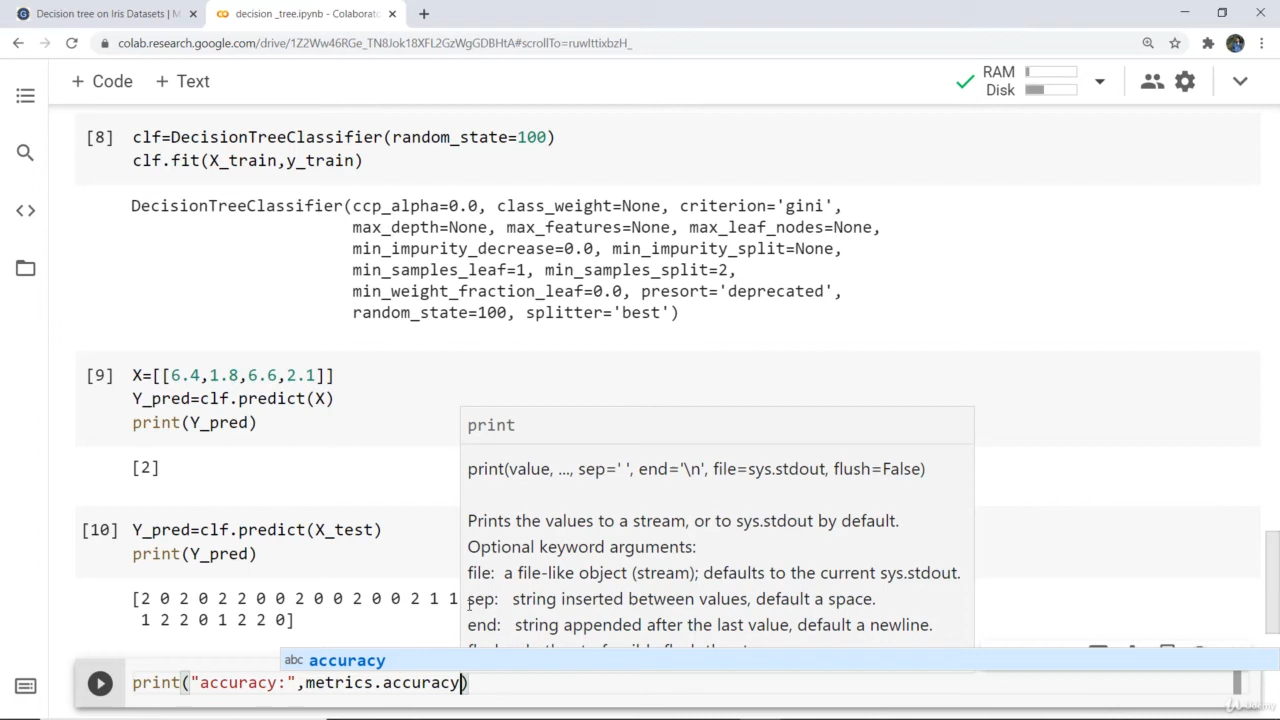 Decision tree on Iris Datasets | M
decision _tree.ipynb - Colaborato
colab.research.google.com/drive/1Z2Ww46RGe_TN8Jok18XFL2GzWgGDBHtA#scrollTo=ruwIttixbzH_
+ Code + Text
RAM
Disk
[8] clf=DecisionTreeClassifier(random_state=100)
clf.fit(X_train,y_train)
DecisionTreeClassifier(ccp_alpha=0.0, class_weight=None, criterion='gini',
max_depth=None, max_features=None, max_leaf_nodes=None,
min_impurity_decrease=0.0, min_impurity_split=None,
min_samples_leaf=1, min_samples_split=2,
min_weight_fraction_leaf=0.0, presort='deprecated',
random_state=100, splitter='best')
[9] X=[[6.4,1.8,6.6,2.1]]
Y_pred=clf.predict(X)
print(Y_pred)
[2]
[10] Y_pred=clf.predict(X_test)
print(Y_pred)
[2 0 2 0 2 2 0 0 2 0 0 2 0 0 2 1 1
1 2 2 0 1 2 2 0]
print
print(value, ..., sep=' ', end='\n', file=sys.stdout, flush=False)
Prints the values to a stream, or to sys.stdout by default.
Optional keyword arguments:
file: a file-like object (stream); defaults to the current sys.stdout.
sep: string inserted between values, default a space.
end: string appended after the last value, default a newline.
abc accuracy
print("accuracy:",metrics.accuracy)
Udemy